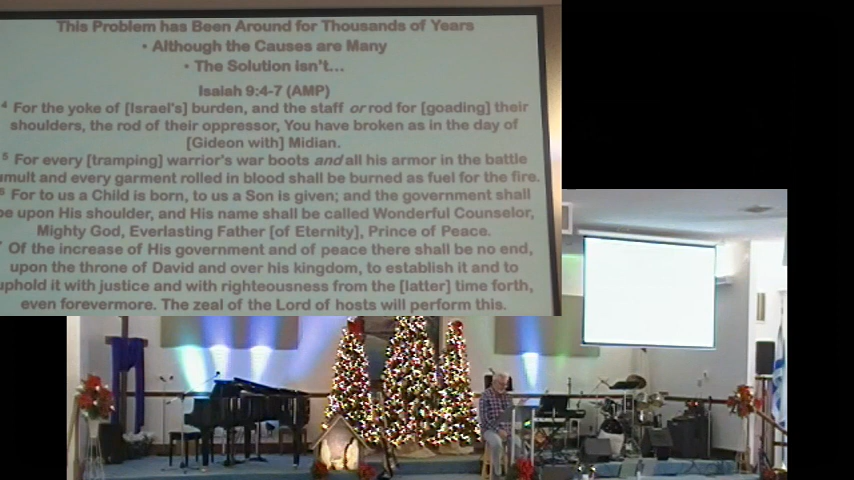 This Problem has Been Around for Thousands of Years
• Although the Causes are Many
• The Solution isn't...
Isaiah 9:4-7 (AMP)
4 For the yoke of [Israel's] burden, and the staff or rod for [goading] their
shoulders, the rod of their oppressor, You have broken as in the day of
[Gideon with] Midian.
5 For every [tramping] warrior's war boots and all his armor in the battle
umult and every garment rolled in blood shall be burned as fuel for the fire.
6 For to us a Child is born, to us a Son is given; and the government shall
be upon His shoulder, and His name shall be called Wonderful Counselor,
Mighty God, Everlasting Father [of Eternity], Prince of Peace.
Of the increase of His government and of peace there shall be no end,
upon the throne of David and over his kingdom, to establish it and to
uphold it with justice and with righteousness from the [latter] time forth,
even forevermore. The zeal of the Lord of hosts will perform this.